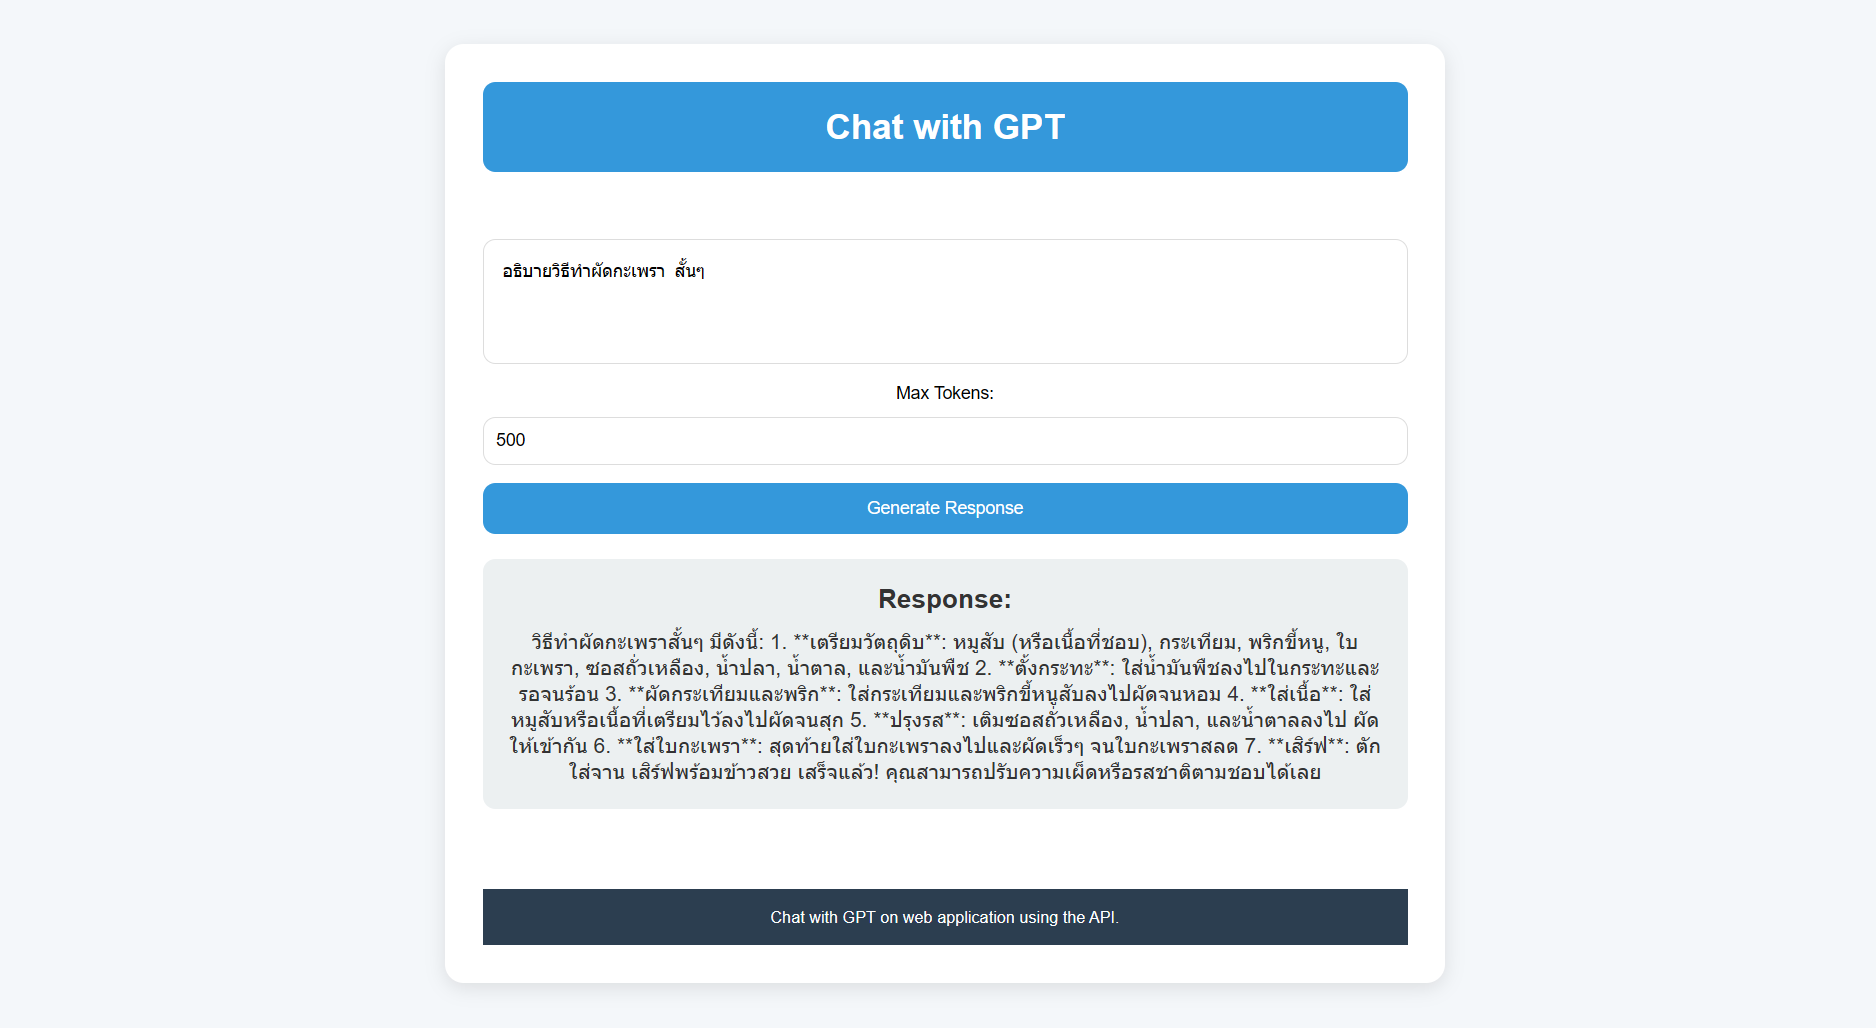 Chat with GPT
อธิบายวิธีทำผัดกะเพรา สั้นๆ
Max Tokens:
500
Generate Response
Response:
วิธีทำผัดกะเพราสั้นๆ มีดังนี้: 1. **เตรียมวัตถุดิบ**: หมูสับ (หรือเนื้อที่ชอบ), กระเทียม, พริกขี้หนู, ใบ
กะเพรา, ซอสถั่วเหลือง, น้ำปลา, น้ำตาล, และน้ำมันพืช 2. **ตั้งกระทะ**: ใส่น้ำมันพืชลงไปในกระทะและ
รอจนร้อน 3. **ผัดกระเทียมและพริก**: ใส่กระเทียมและพริกขี้หนูสับลงไปผัดจนหอม 4. **ใส่เนื้อ**: ใส่
หมูสับหรือเนื้อที่เตรียมไว้ลงไปผัดจนสุก 5. **ปรุงรส**: เติมซอสถั่วเหลือง, น้ำปลา, และน้ำตาลลงไป ผัด
ให้เข้ากัน 6. **ใส่ใบกะเพรา**: สุดท้ายใส่ใบกะเพราลงไปและผัดเร็วๆ จนใบกะเพราสลด 7. **เสิร์ฟ**: ตัก
ใส่จาน เสิร์ฟพร้อมข้าวสวย เสร็จแล้ว! คุณสามารถปรับความเผ็ดหรือรสชาติตามชอบได้เลย
Chat with GPT on web application using the API.